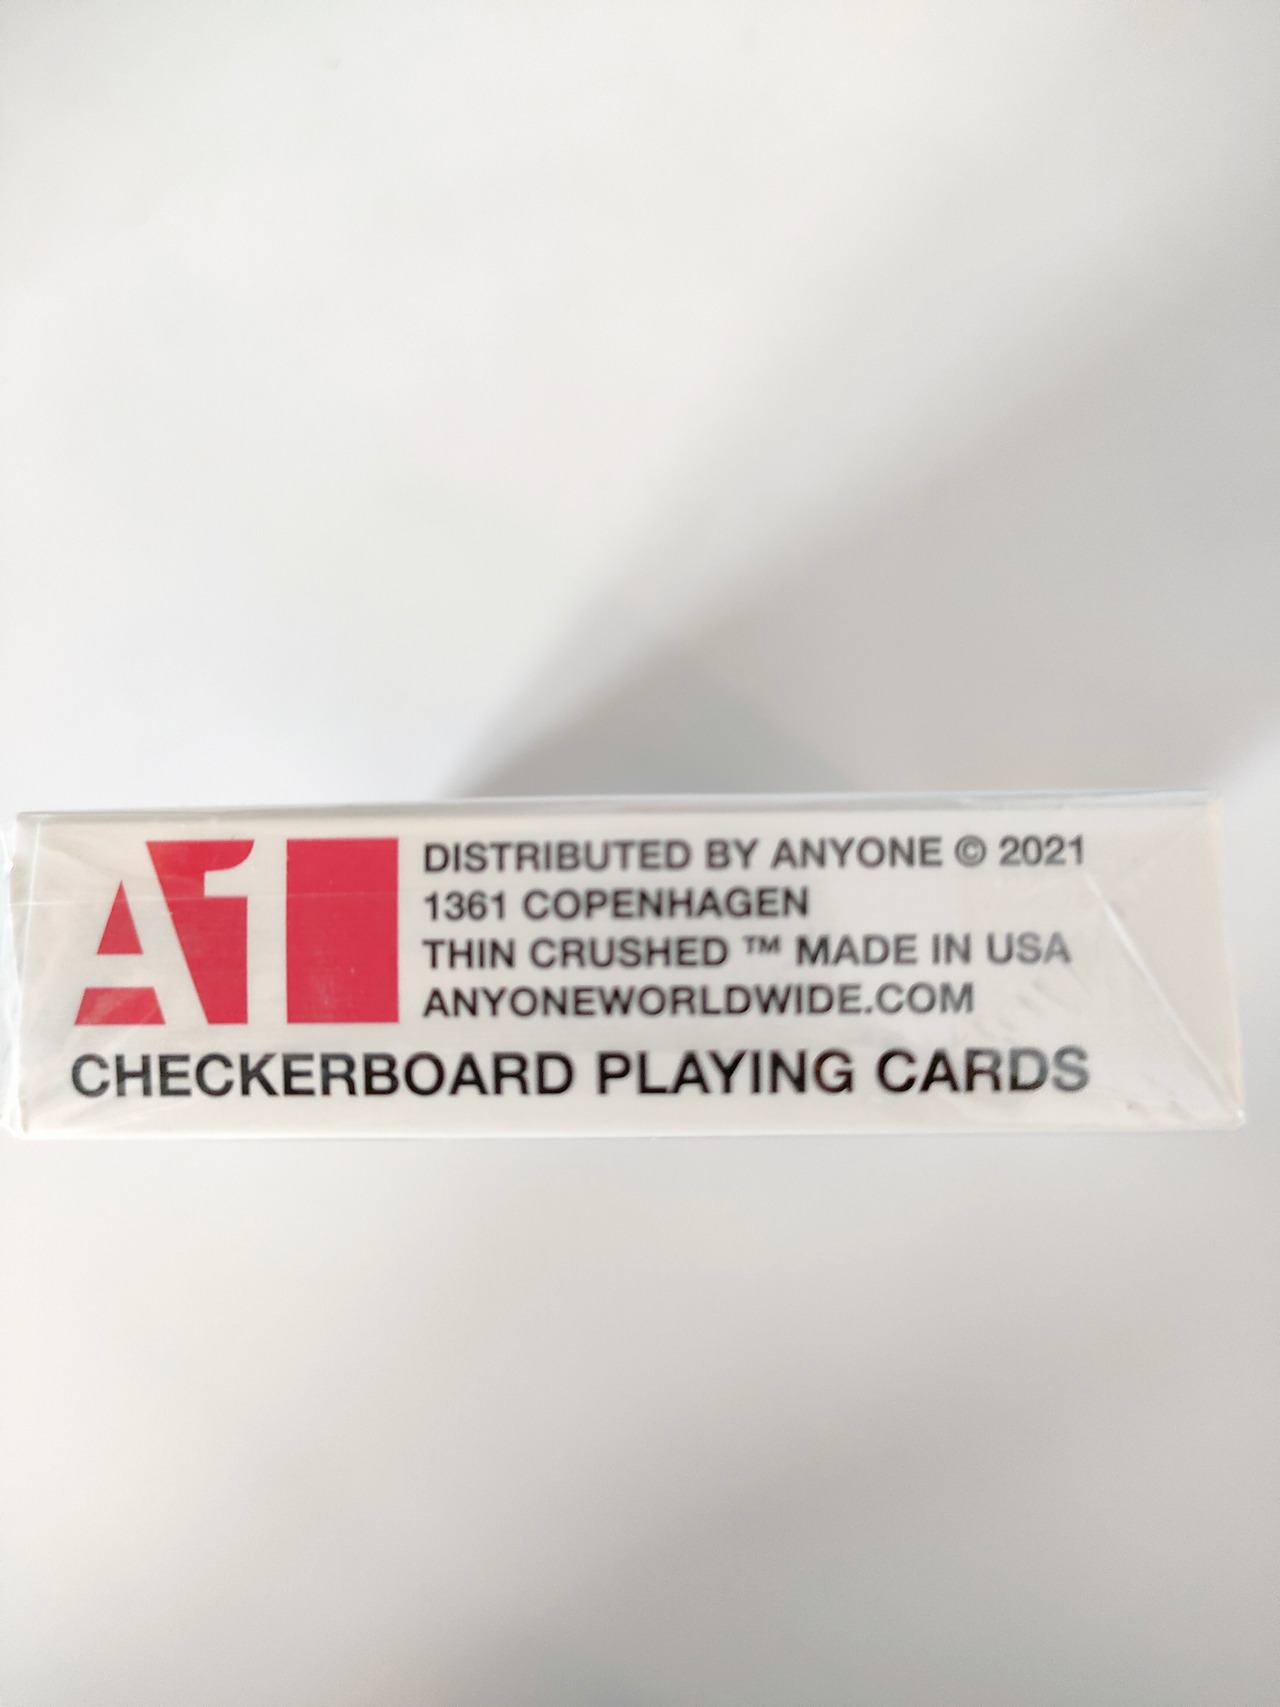 A1
DISTRIBUTED BY ANYONE © 2021
1361 COPENHAGEN
THIN CRUSHED ™ MADE IN USA
ANYONEWORLDWIDE.COM
CHECKERBOARD PLAYING CARDS